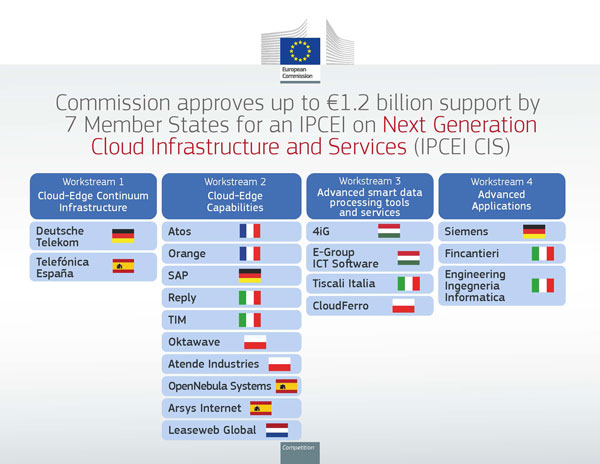 European
Commission
Commission approves up to €1.2 billion support by
7 Member States for an IPCEI on Next Generation
Cloud Infrastructure and Services (IPCEI CIS)
Workstream 1
Cloud-Edge Continuum
Infrastructure
Deutsche
Telekom
Telefónica
España
Workstream 2
Cloud-Edge
Capabilities
Atos
Orange
SAP
Reply
TIM
Oktawave
Atende Industries
OpenNebula Systems
Arsys Internet
Leaseweb Global
Workstream 3
Advanced smart data
processing tools
and services
4iG
E-Group
ICT Software
Tiscali Italia
CloudFerro
Workstream 4
Advanced
Applications
Siemens
Fincantieri
Engineering
Ingegneria
Informatica
Competition